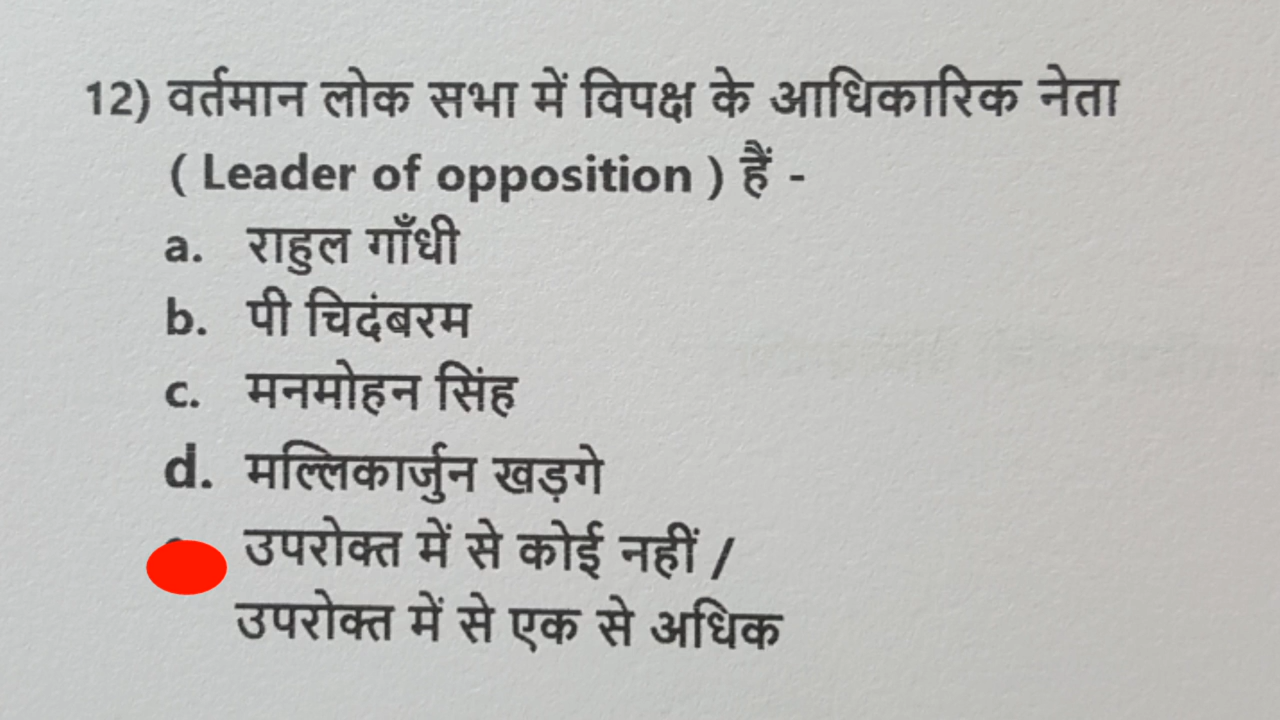 12) वर्तमान लोक सभा में विपक्ष के आधिकारिक नेता
( Leader of opposition ) हैं -
a. राहुल गाँधी
b. पी चिदंबरम
c. मनमोहन सिंह
d. मल्लिकार्जुन खड़गे
उपरोक्त में से कोई नहीं /
उपरोक्त में से एक से अधिक